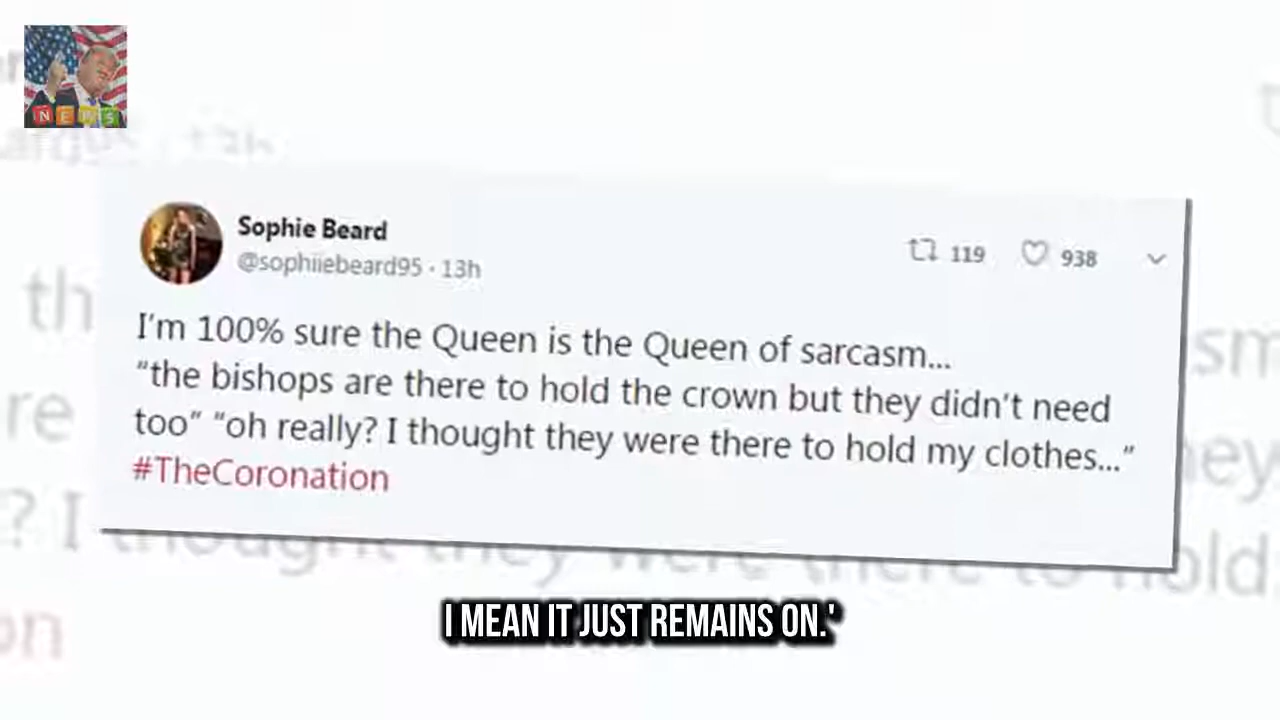 NEWS
Sophie Beard
@sophiiebeard95 · 13h
119
938
I'm 100% sure the Queen is the Queen of sarcasm...
“the bishops are there to hold the crown but they didn't need
too” “oh really? I thought they were there to hold my clothes...”
#TheCoronation
I MEAN IT JUST REMAINS ON.'